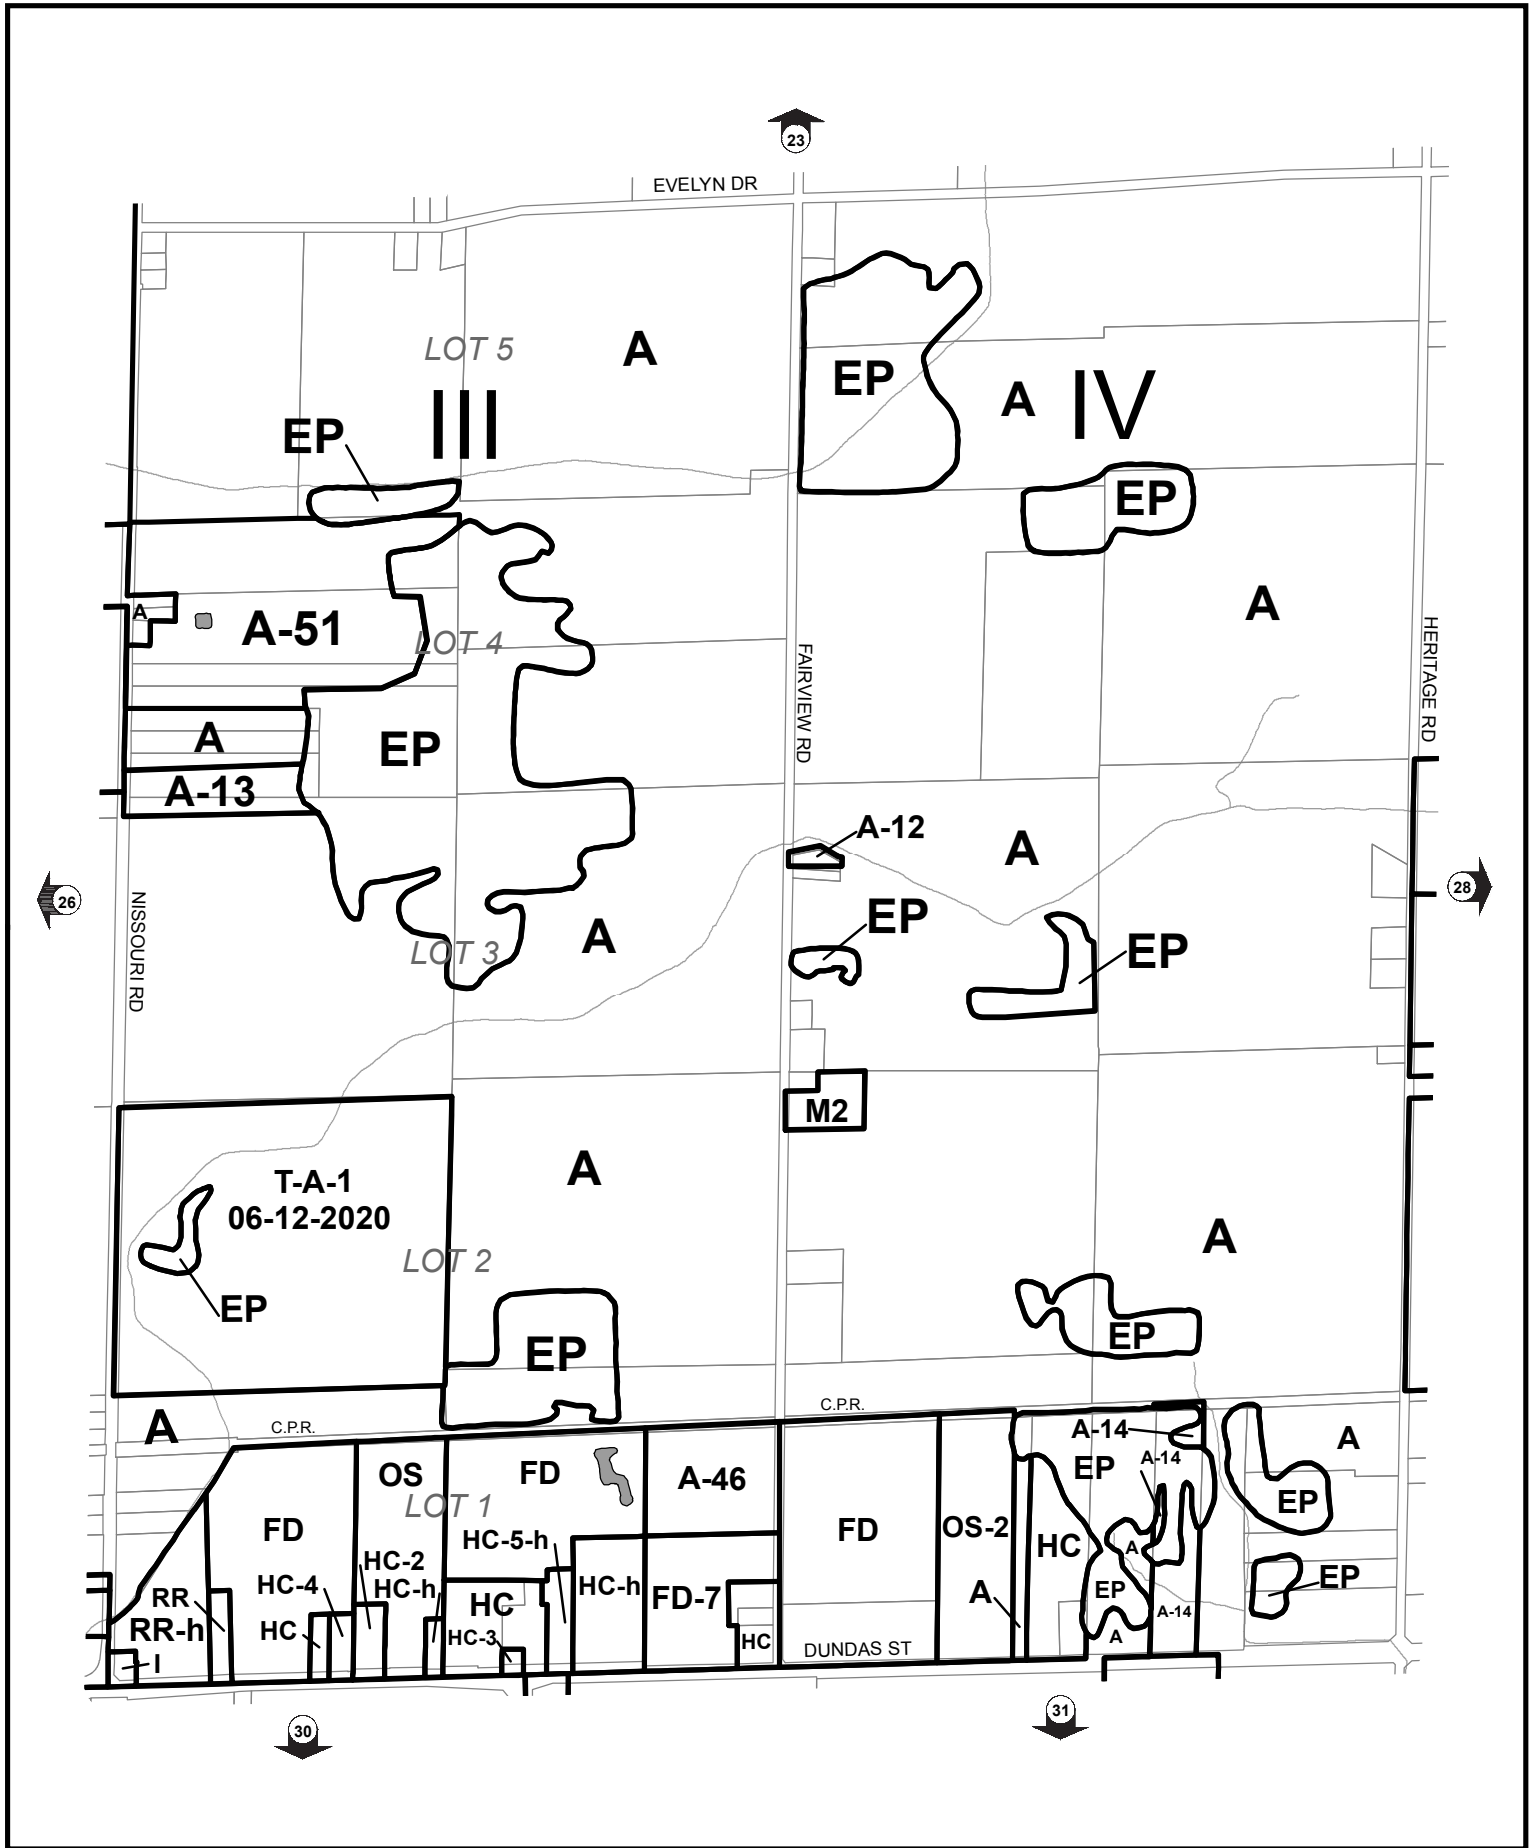 23
EVELYN DR
LOT 5
A
EP
A
IV
III
EP
EP
A
A-51
LOT 4
A
FAIRVIEW RD
HERITAGE RD
A
EP
A-13
A-12
A
26
28
NISSOURI RD
EP
A
EP
LOT 3
M2
A
T-A-1
06-12-2020
A
LOT 2
EP
EP
EP
C.P.R.
C.P.R.
A
A-14
A
A-14
EP
OS
FD
A-46
LOT 1
EP
FD
FD
OS-2
HC-5-h
HC
A
HC-2
HC-4
HC-h
HC-h
EP
EP
RR
FD-7
A
HC
A-14
RR-h
HC
HC-3
HC
A
DUNDAS ST
I
31
30